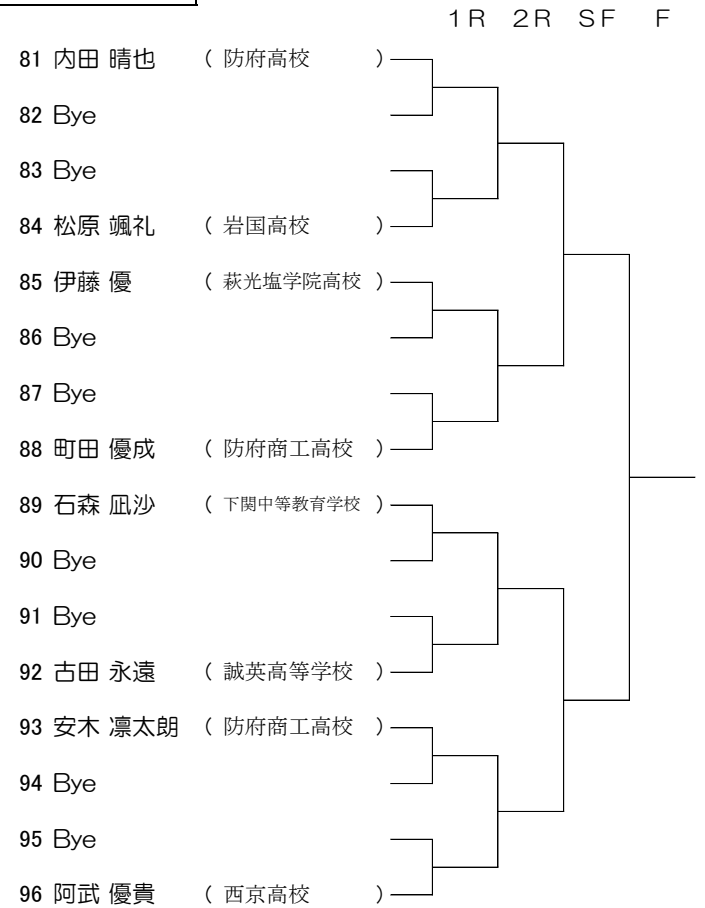 １Ｒ ２Ｒ ＳＦ Ｆ
81 内田 晴也 （ 防府高校 ）
82 Bye
83 Bye
84 松原 颯礼 （ 岩国高校 ）
85 伊藤 優 （ 萩光塩学院高校 ）
86 Bye
87 Bye
88 町田 優成 （ 防府商工高校 ）
89 石森 凪沙 （ 下関中等教育学校 ）
90 Bye
91 Bye
92 古田 永遠 （ 誠英高等学校 ）
93 安木 凛太朗 （ 防府商工高校 ）
94 Bye
95 Bye
96 阿武 優貴 （ 西京高校 ）